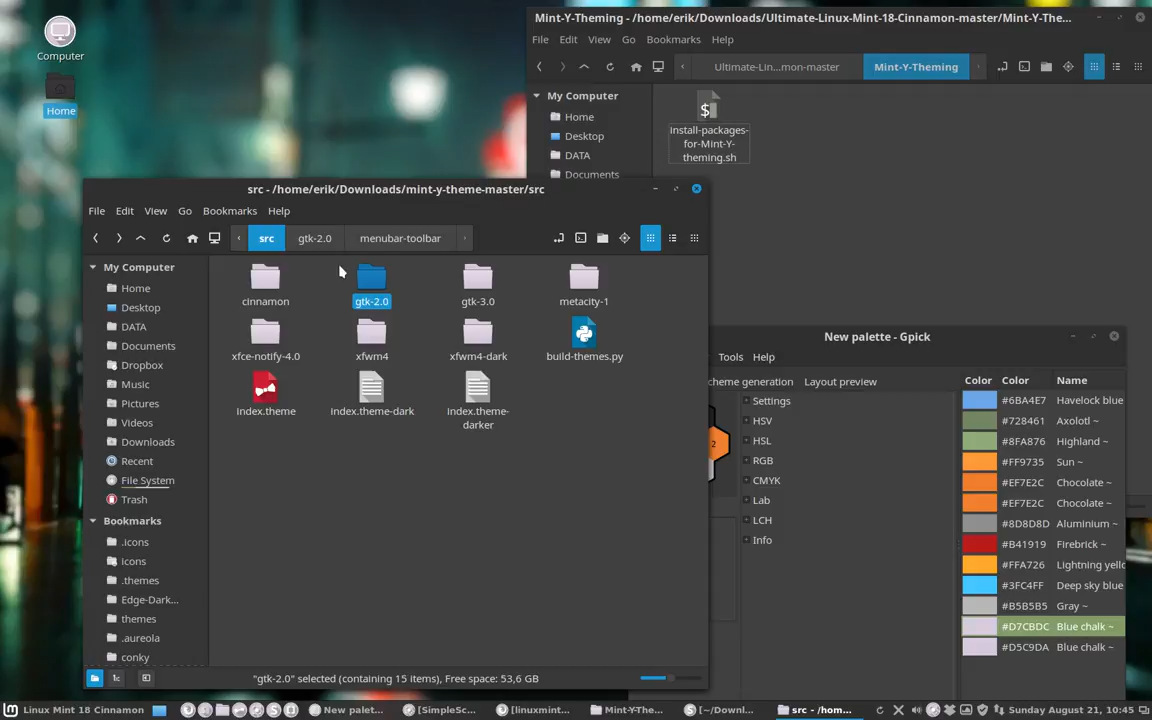 Computer
Home
Mint-Y-Theming - /home/erik/Downloads/Ultimate-Linux-Mint-18-Cinnamon-master/Mint-Y-The...
File Edit View Go Bookmarks Help
Ultimate-Lin...mon-master Mint-Y-Theming
My Computer
Home
Desktop
DATA
Documents
$
install-packages-
for-Mint-Y-
theming.sh
src - /home/erik/Downloads/mint-y-theme-master/src
File Edit View Go Bookmarks Help
src gtk-2.0 menubar-toolbar
My Computer
Home
Desktop
DATA
Documents
Dropbox
Music
Pictures
Videos
Downloads
Recent
File System
Trash
Bookmarks
.icons
icons
.themes
Edge-Dark...
themes
.aureola
conky
cinnamon
gtk-2.0
gtk-3.0
metacity-1
xfce-notify-4.0
xfwm4
xfwm4-dark
build-themes.py
index.theme
index.theme-dark
index.theme-
darker
"gtk-2.0" selected (containing 15 items), Free space: 53,6 GB
New palette - Gpick
Tools Help
cheme generation Layout preview
2
Settings
HSV
HSL
RGB
CMYK
Lab
LCH
Info
Color Color Name
#6BA4E7 Havelock blue
#728461 Axolotl ~
#8FA876 Highland ~
#FF9735 Sun ~
#EF7E2C Chocolate ~
#EF7E2C Chocolate ~
#8D8D8D Aluminium ~
#B41919 Firebrick ~
#FFA726 Lightning yello
#3FC4FF Deep sky blue
#B5B5B5 Gray ~
#D7CBDC Blue chalk ~
#D5C9DA Blue chalk ~
Linux Mint 18 Cinnamon New palet... [SimpleSc... [linuxmint... Mint-Y-The... [~/Downl... src - /hom... Sunday August 21, 10:45